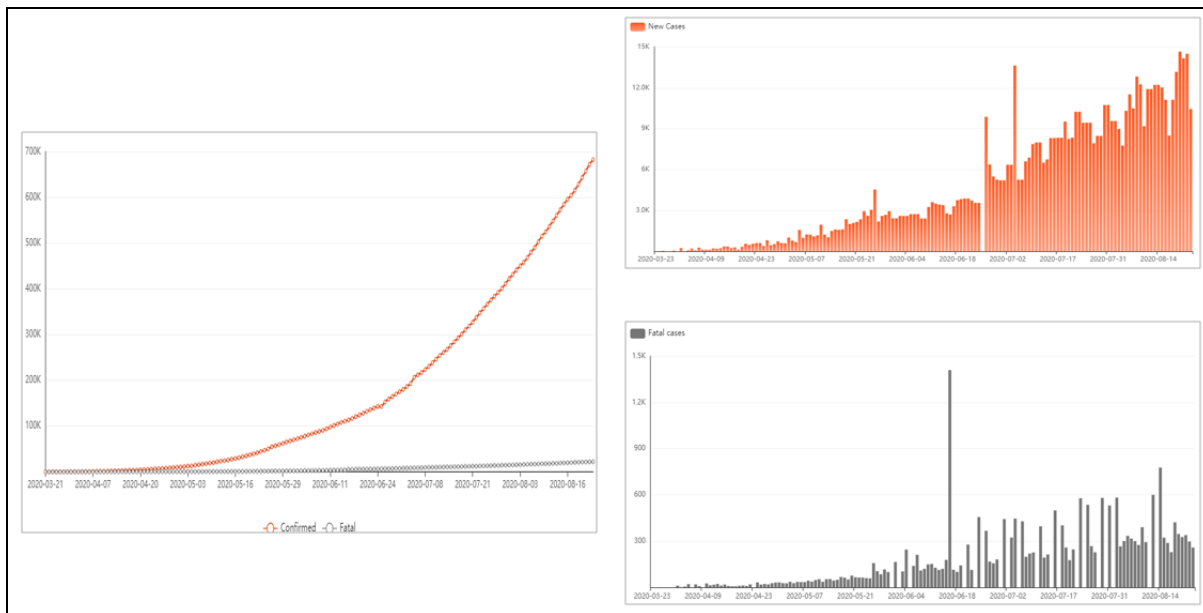 700K
600K
500K
400K
300K
200K
100K
2020-03-21 2020-04-07 2020-04-20 2020-05-03 2020-05-16 2020-05-29 2020-06-11 2020-06-24 2020-07-08 2020-07-21 2020-08-03 2020-08-16
Confirmed Fatal
New Cases
15K
12.0K
9K
6K
3.0K
2020-03-23 2020-04-09 2020-04-23 2020-05-07 2020-05-21 2020-06-04 2020-06-18 2020-07-02 2020-07-17 2020-07-31 2020-08-14
Fatal cases
1.5K
1.2K
900
600
300
2020-03-23 2020-04-09 2020-04-23 2020-05-07 2020-05-21 2020-06-04 2020-06-18 2020-07-02 2020-07-17 2020-07-31 2020-08-14